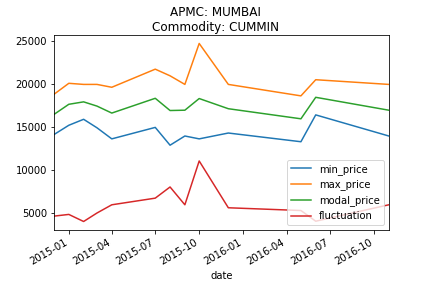 APMC: MUMBAI
Commodity: CUMMIN
25000
20000
15000
10000
5000
min_price
max_price
modal_price
fluctuation
2015-01
2015-04
2015-07
2015-10
2016-01
2016-04
2016-07
2016-10
date